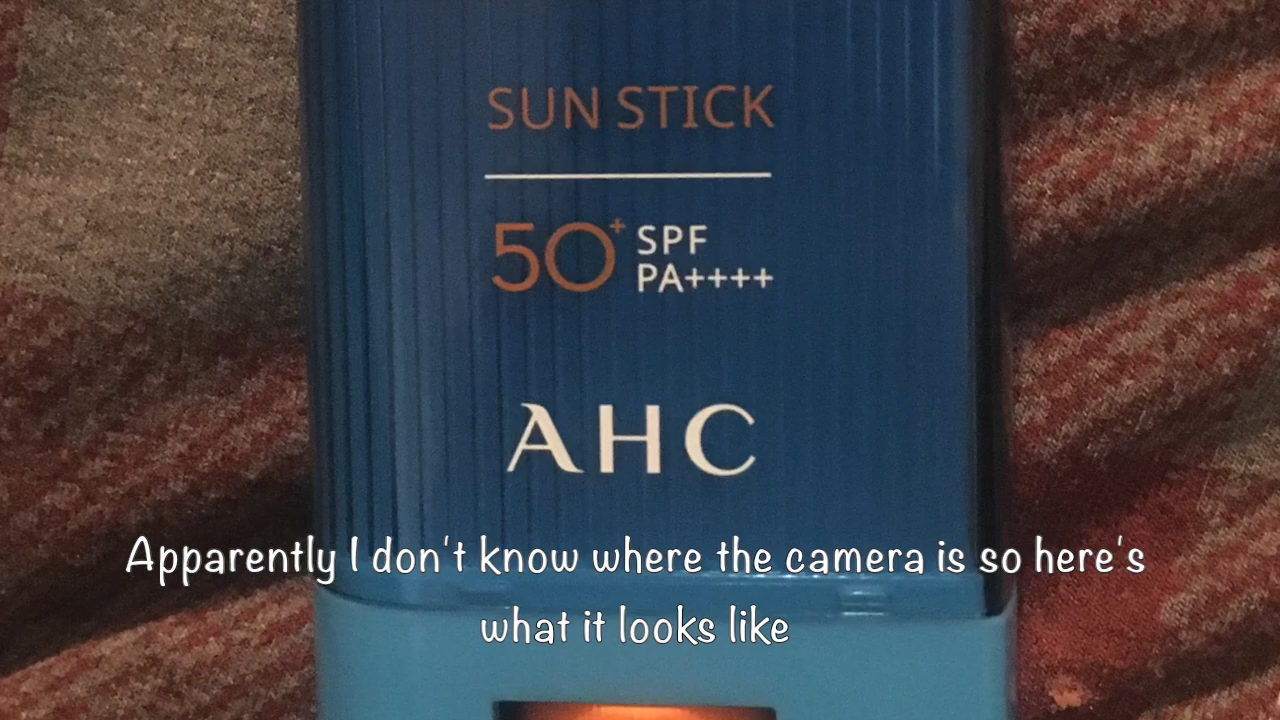 SUN STICK
50+ SPF
PA++++
AHC
Apparently I don't know where the camera is so here's
what it looks like